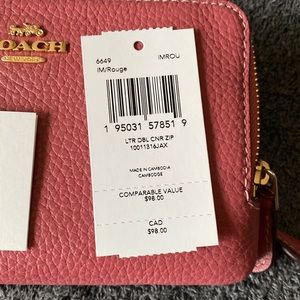 COACH
6649 IMROU
IM/Rouge
1 95031 57851 9
LTR DBL CNR ZIP
10011316JAX
MADE IN CAMBODIA
CAMBODGE
COMPARABLE VALUE
$98.00
CAD
$98.00